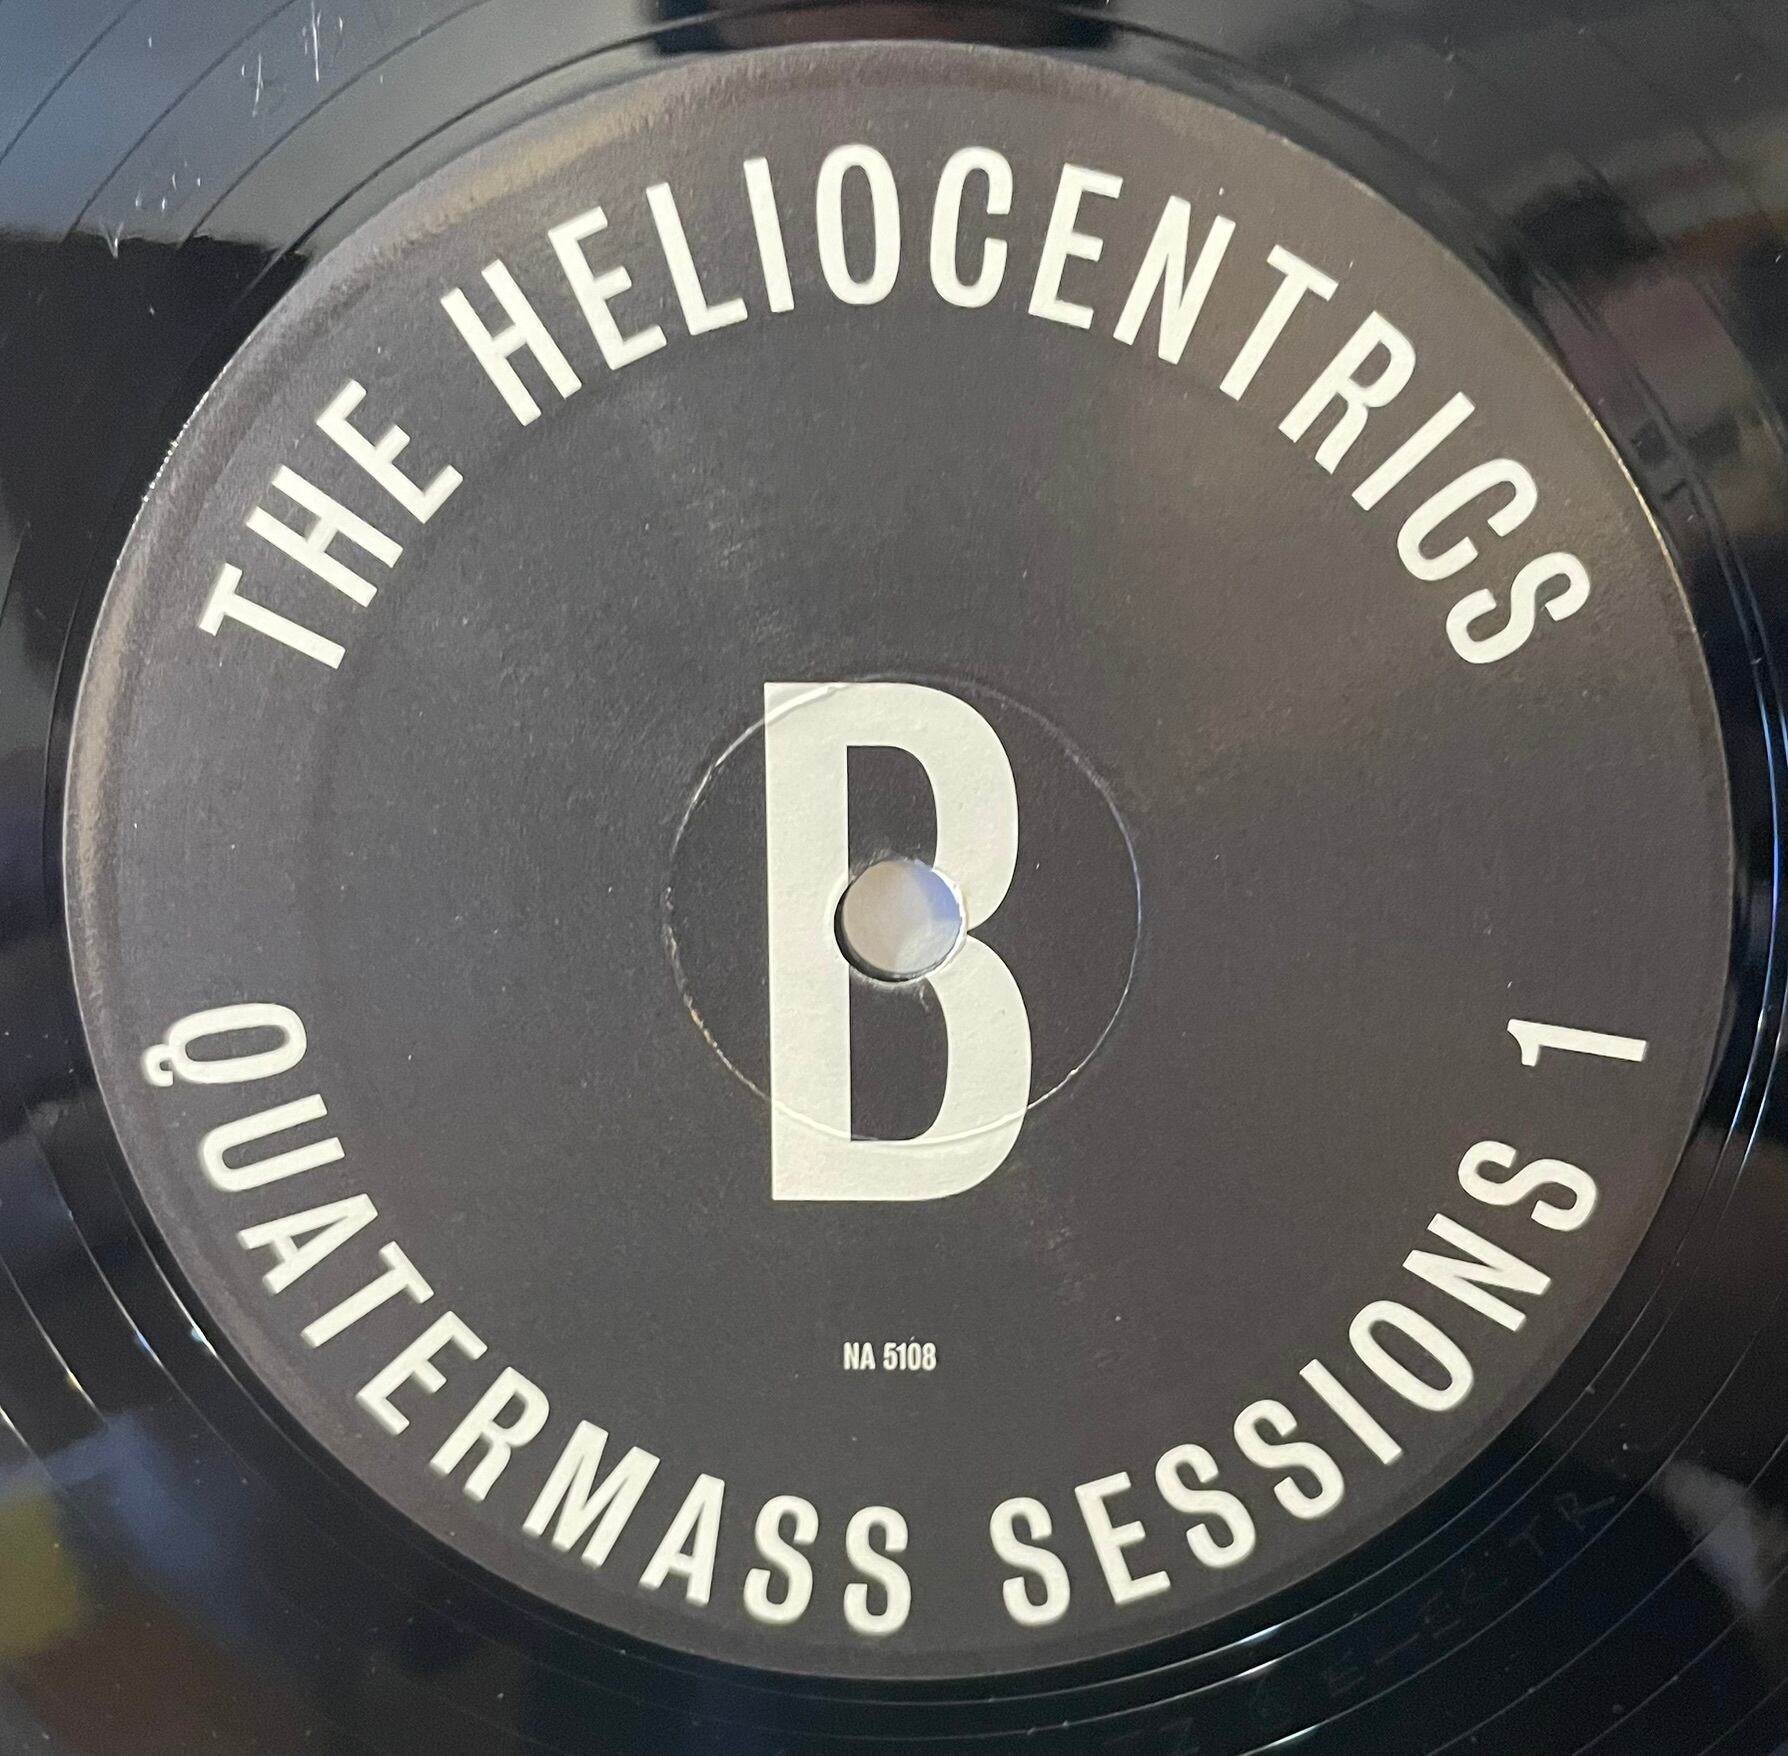 THE HELIOCENTRICS
B
NA 5108
QUATERMASS SESSIONS 1